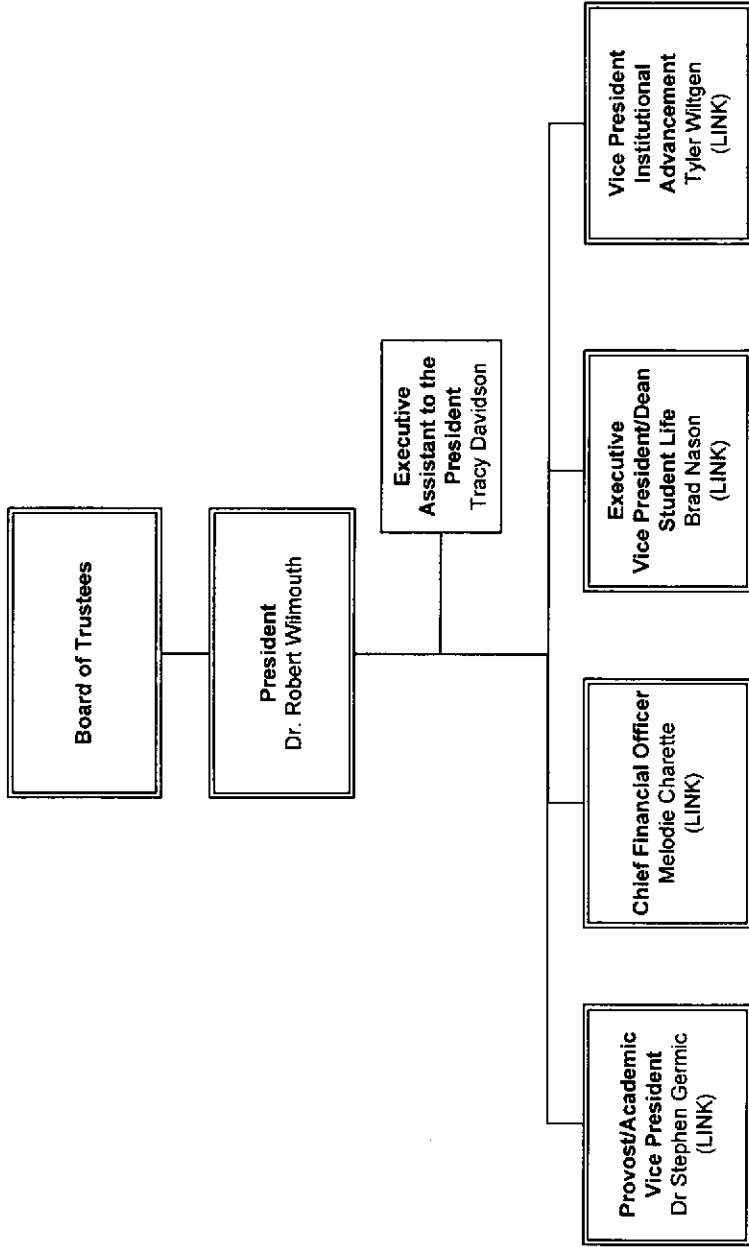 Board of Trustees
President
Dr. Robert Wilmouth
Executive
Assistant to the
President
Tracy Davidson
Provost/Academic
Vice President
Dr Stephen Germic
(LINK)
Chief Financial Officer
Melodie Charette
(LINK)
Executive
Vice President/Dean
Student Life
Brad Nason
(LINK)
Vice President
Institutional
Advancement
Tyler Wiltgen
(LINK)